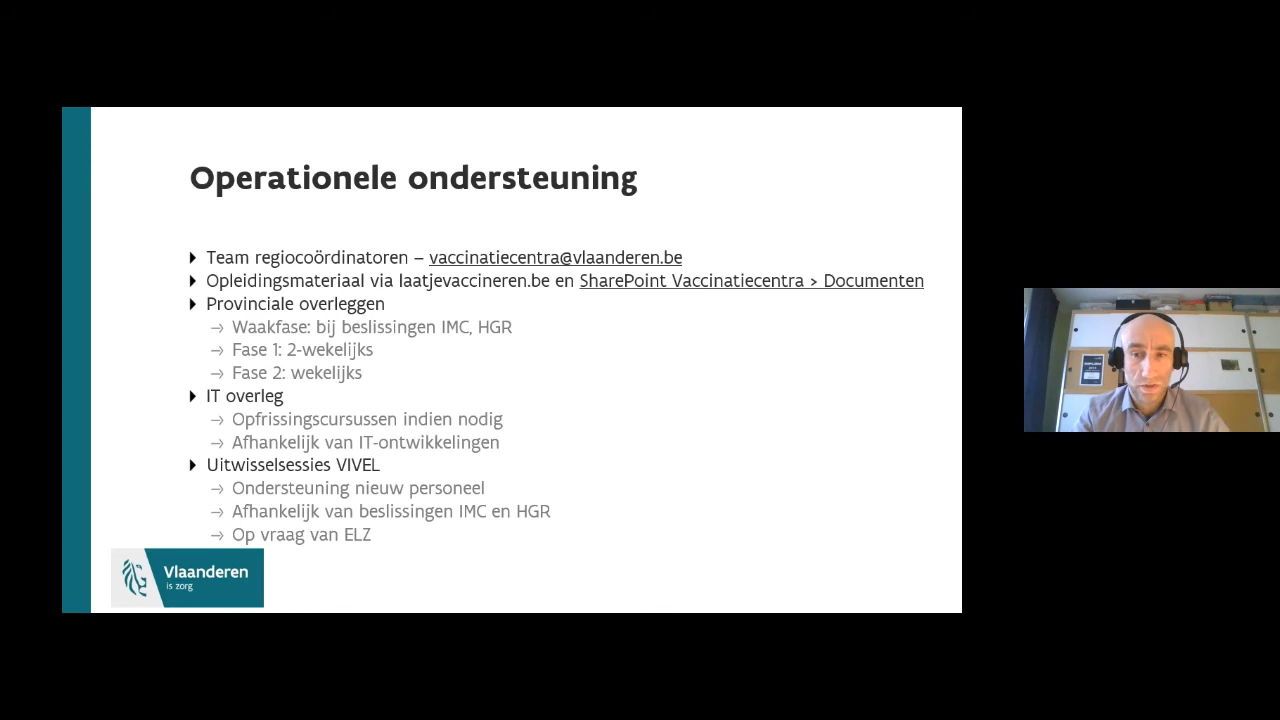 Operationele ondersteuning
Team regiocoördinatoren – vaccinatiecentra@vlaanderen.be
Opleidingsmateriaal via laatjevaccineren.be en SharePoint Vaccinatiecentra > Documenten
Provinciale overleggen
→ Waakfase: bij beslissingen IMC, HGR
→ Fase 1: 2-wekelijks
→ Fase 2: wekelijks
IT overleg
→ Opfrissingscursussen indien nodig
→ Afhankelijk van IT-ontwikkelingen
Uitwisselsessies VIVEL
→ Ondersteuning nieuw personeel
→ Afhankelijk van beslissingen IMC en HGR
→ Op vraag van ELZ
Vlaanderen
is zorg